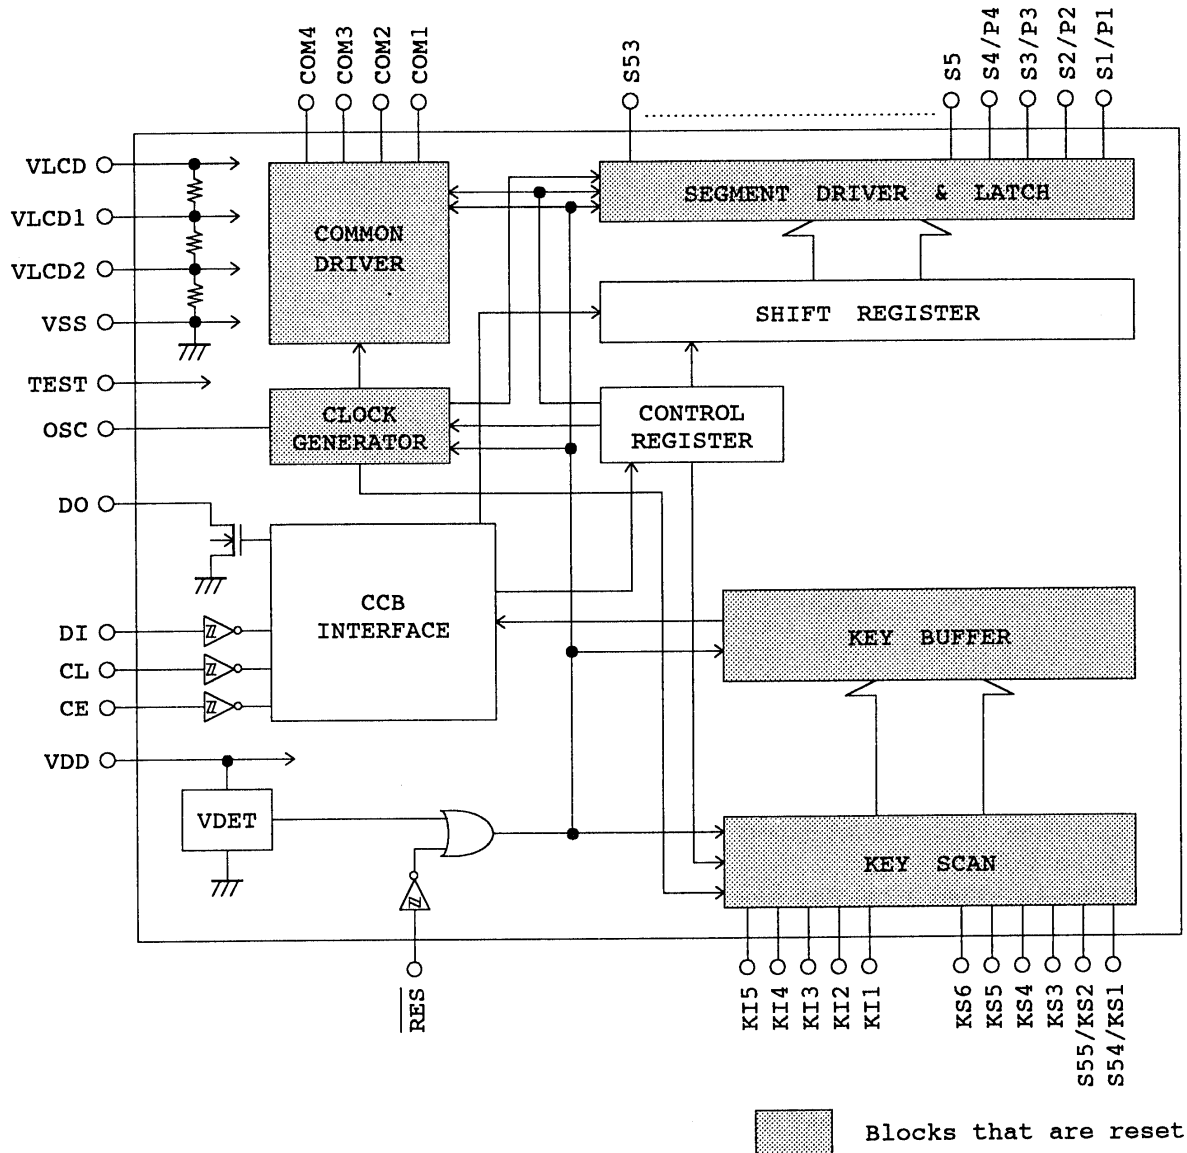 COM4
COM3
COM2
COM1
S53
S5
S4/P4
S3/P3
S2/P2
S1/P1
VLCD
VLCD1
VLCD2
VSS
TEST
OSC
DO
DI
CL
CE
VDD
COMMON
DRIVER
SEGMENT DRIVER & LATCH
SHIFT REGISTER
CLOCK
GENERATOR
CONTROL
REGISTER
CCB
INTERFACE
KEY BUFFER
VDET
KEY SCAN
RES
KI5
KI4
KI3
KI2
KI1
KS6
KS5
KS4
KS3
S55/KS2
S54/KS1
Blocks that are reset